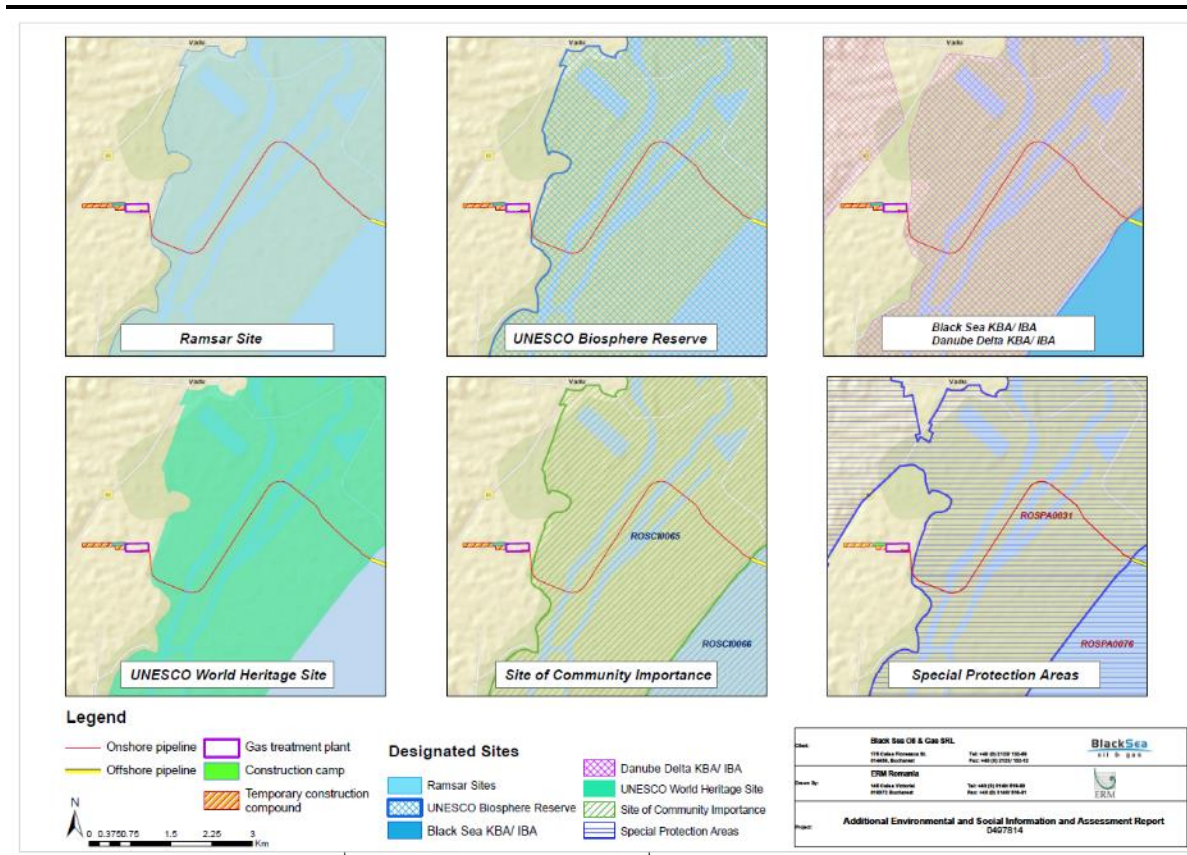 Vadu
Ramsar Site
Vadu
UNESCO Biosphere Reserve
Black Sea KBA/ IBA
Danube Delta KBA/ IBA
Vadu
UNESCO World Heritage Site
Vadu
ROSCI0065
ROSCI0066
Site of Community Importance
ROSPA0031
ROSPA0076
Special Protection Areas
Legend
Onshore pipeline
Offshore pipeline
Gas treatment plant
Construction camp
Temporary construction
compound
N
0 0.375 0.75 1.5 2.25 3
Km
Designated Sites
Ramsar Sites
UNESCO Biosphere Reserve
Black Sea KBA/ IBA
Danube Delta KBA/ IBA
UNESCO World Heritage Site
Site of Community Importance
Special Protection Areas
Client:
Black Sea Oil & Gas SRL
BlackSea
oil & gas
Drawn By:
ERM Romania
ERM
Project:
Additional Environmental and Social Information and Assessment Report
0497814